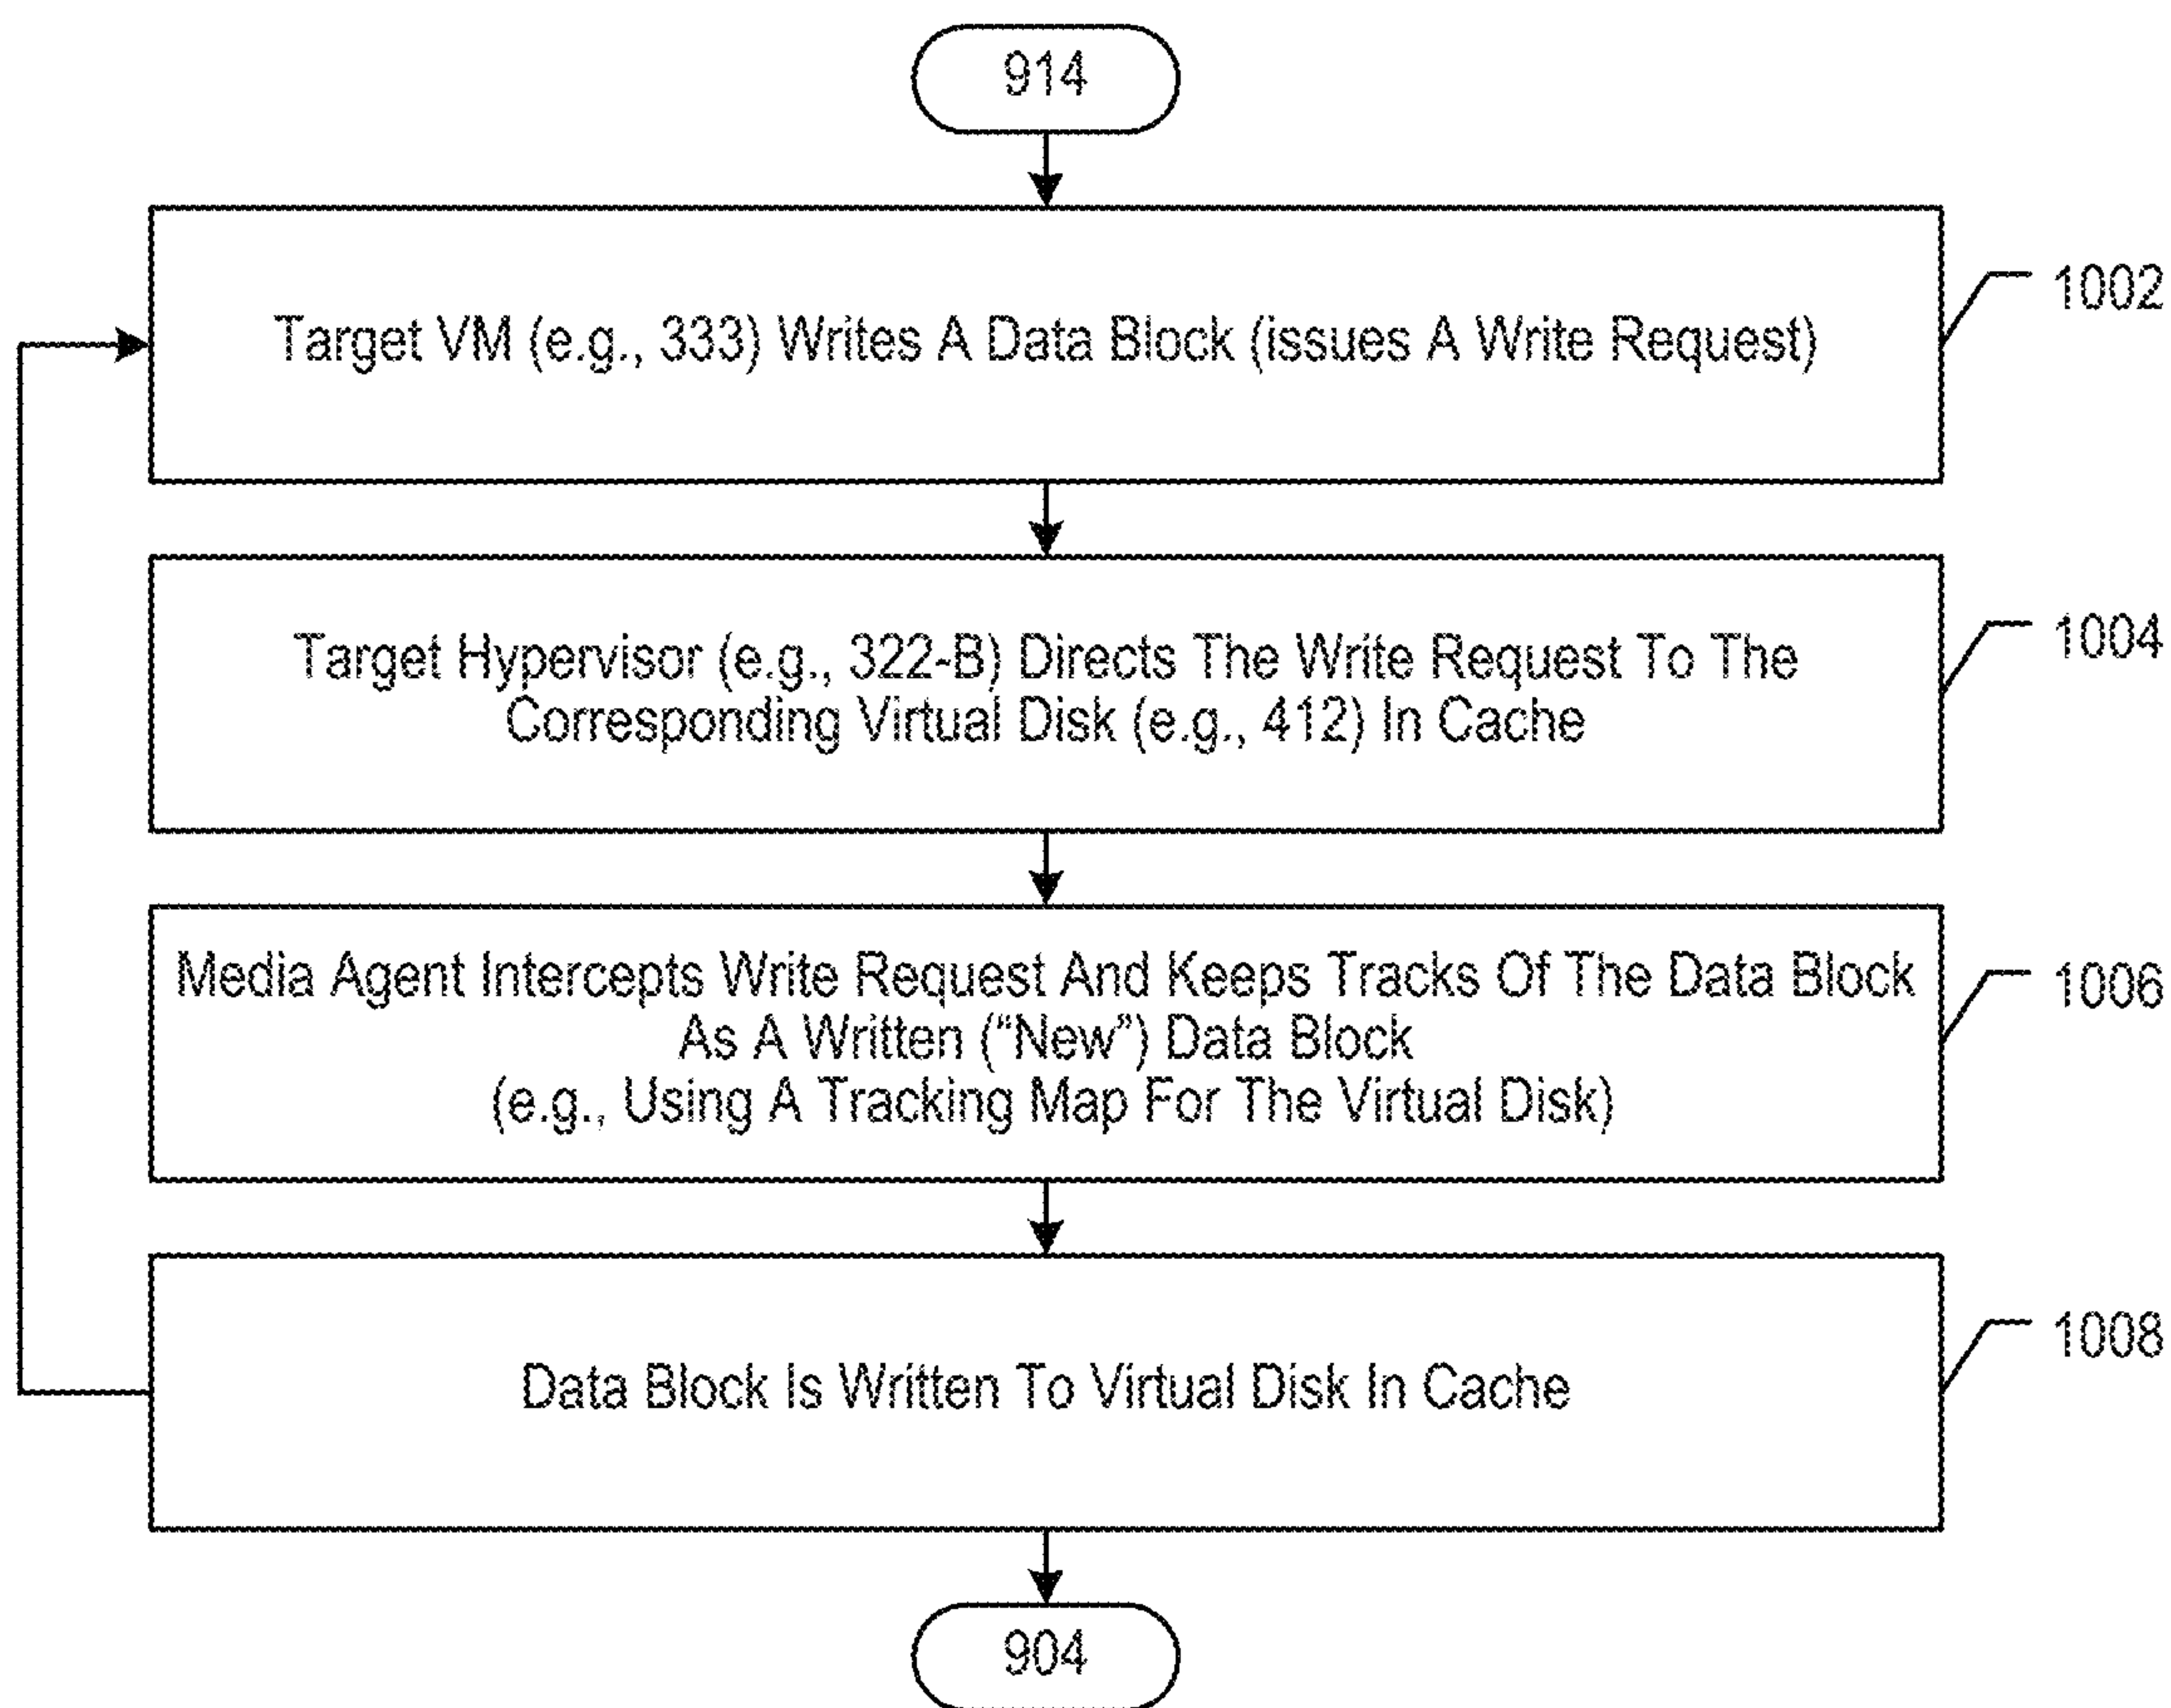 914
Target VM (e.g., 333) Writes A Data Block (issues A Write Request)
1002
Target Hypervisor (e.g., 322-B) Directs The Write Request To The
Corresponding Virtual Disk (e.g., 412) In Cache
1004
Media Agent Intercepts Write Request And Keeps Tracks Of The Data Block
As A Written (“New”) Data Block
(e.g., Using A Tracking Map For The Virtual Disk)
1006
Data Block Is Written To Virtual Disk In Cache
1008
904